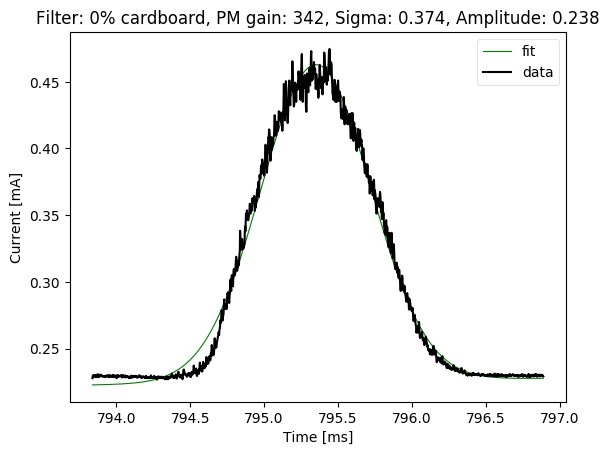 Filter: 0% cardboard, PM gain: 342, Sigma: 0.374, Amplitude: 0.238
fit
data
Current [mA]
0.45
0.40
0.35
0.30
0.25
794.0 794.5 795.0 795.5 796.0 796.5 797.0
Time [ms]